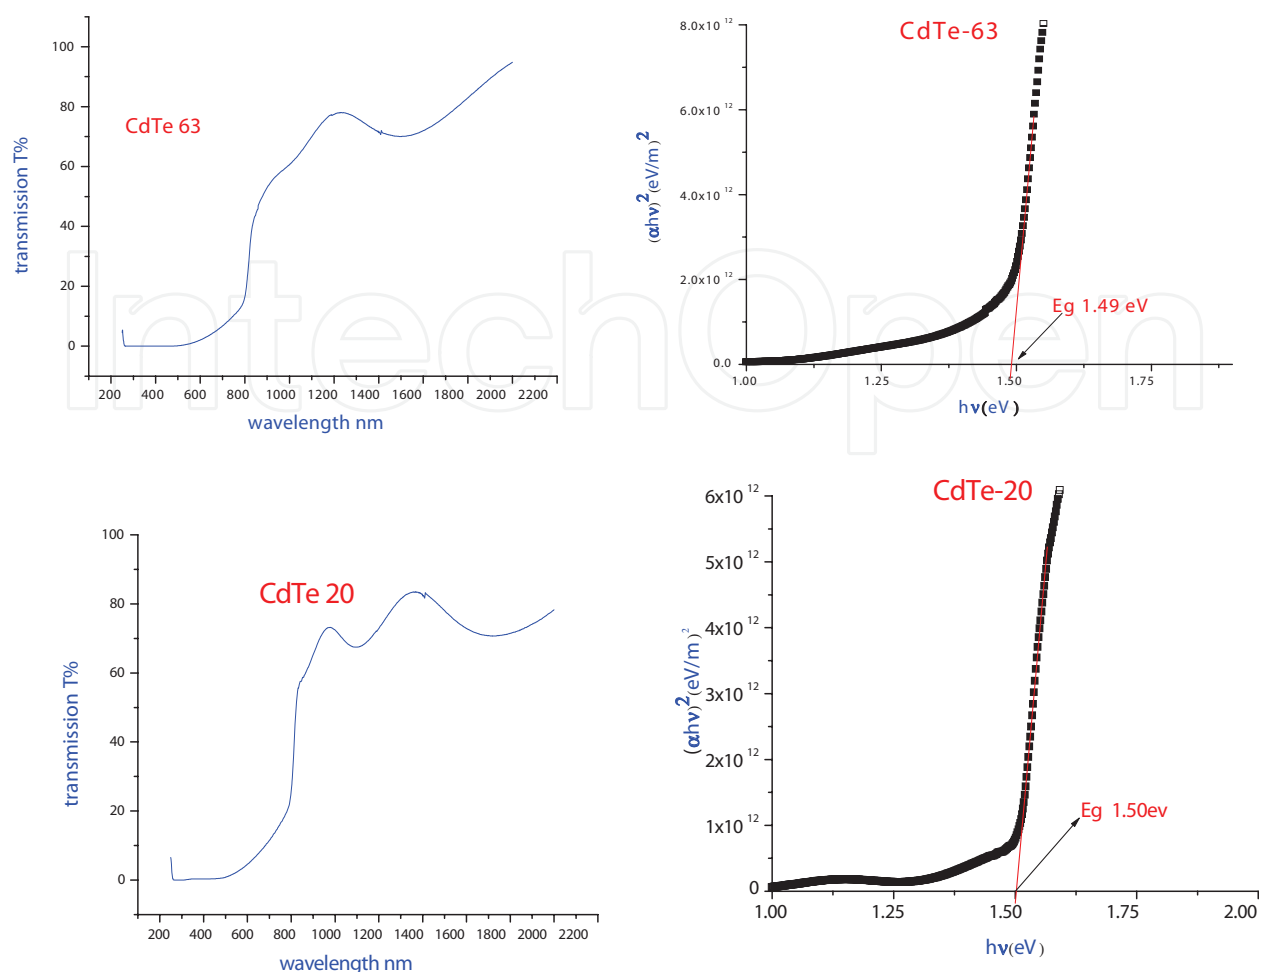 CdTe 63
transmission T%
100
80
60
40
20
0
200 400 600 800 1000 1200 1400 1600 1800 2000 2200
wavelength nm
CdTe-63
(αhν)2(eV/m)2
8.0x10 12
6.0x10 12
4.0x10 12
2.0x10 12
0.0
1.00 1.25 1.50 1.75
Eg 1.49 eV
hν(eV)
CdTe 20
transmission T%
100
80
60
40
20
0
200 400 600 800 1000 1200 1400 1600 1800 2000 2200
wavelength nm
CdTe-20
(αhν)2(eV/m)2
6x10 12
5x10 12
4x10 12
3x10 12
2x10 12
1x10 12
0
1.00 1.25 1.50 1.75 2.00
Eg 1.50ev
hν(eV)
IntechOpen